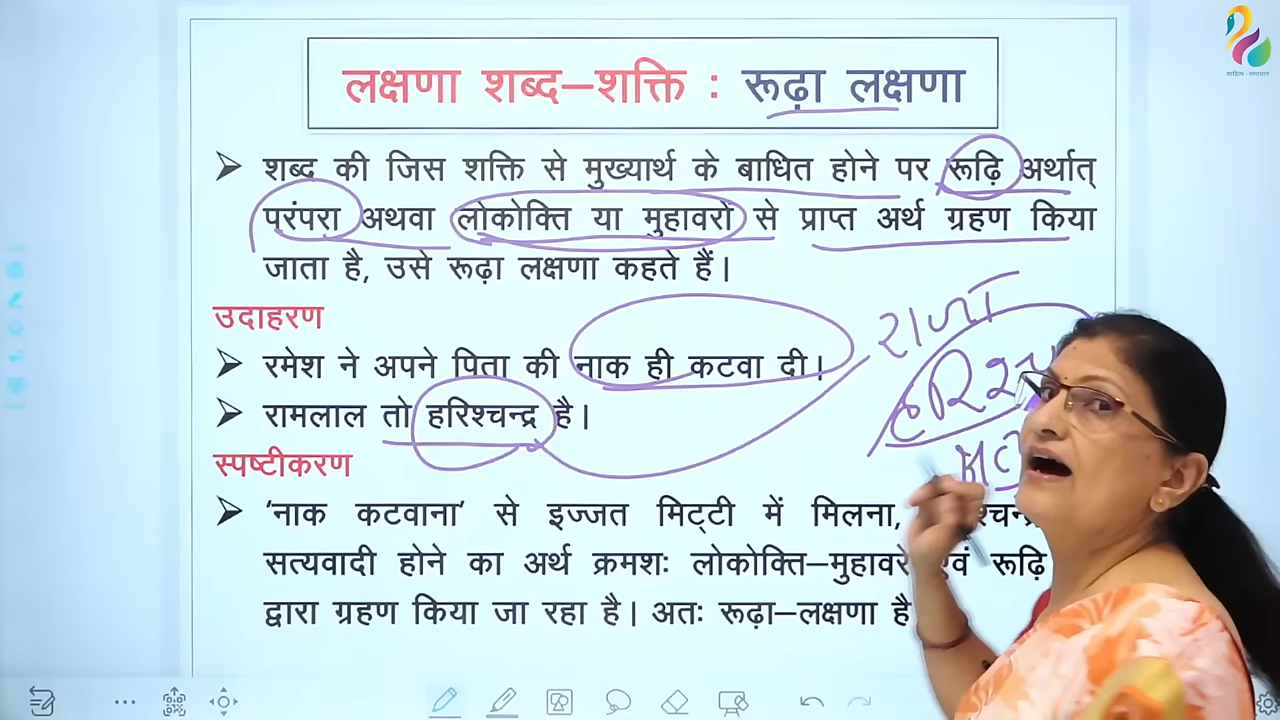 लक्षणा शब्द–शक्ति : रूढ़ा लक्षणा
शब्द की जिस शक्ति से मुख्यार्थ के बाधित होने पर रूढ़ि अर्थात्
परंपरा अथवा लोकोक्ति या मुहावरों से प्राप्त अर्थ ग्रहण किया
जाता है, उसे रूढ़ा लक्षणा कहते हैं।
उदाहरण
रमेश ने अपने पिता की नाक ही कटवा दी।
रामलाल तो हरिश्चन्द्र है।
राजा
स्पष्टीकरण
'नाक कटवाना' से इज्जत मिट्टी में मिलना,
सत्यवादी होने का अर्थ क्रमशः लोकोक्ति–मुहावरे एवं रूढ़ि
द्वारा ग्रहण किया जा रहा है। अतः रूढ़ा–लक्षणा है
साहित्य - समाधान